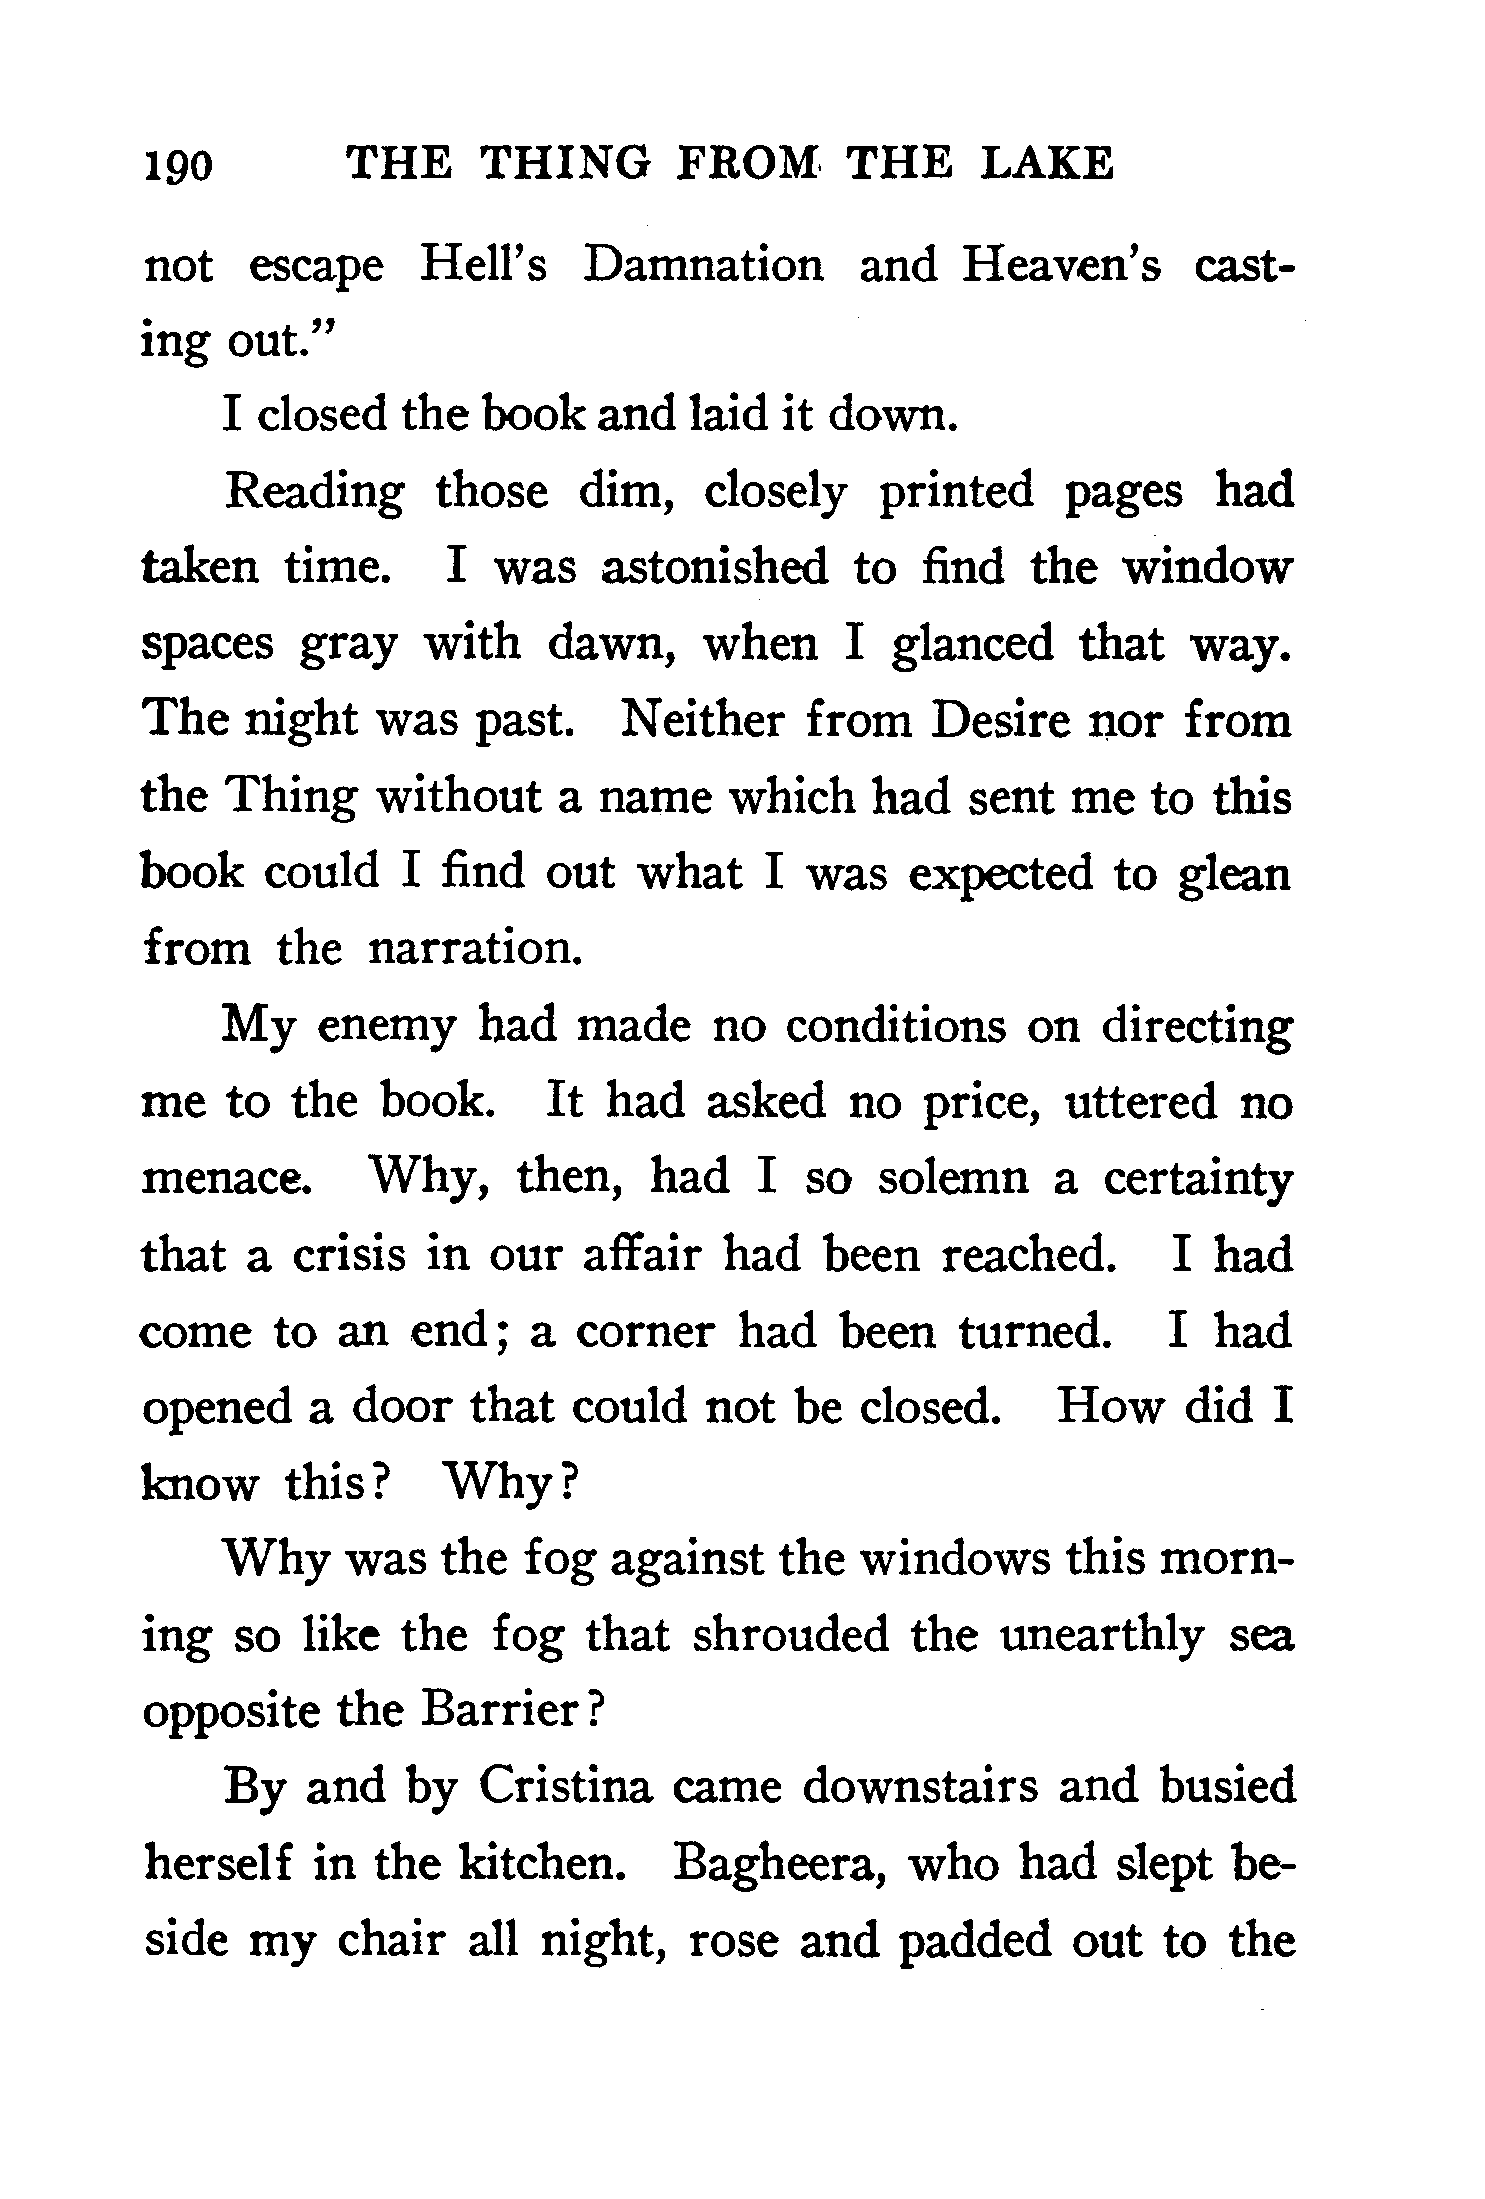 190 THE THING FROM THE LAKE
not escape Hell's Damnation and Heaven's cast-
ing out."
I closed the book and laid it down.
Reading those dim, closely printed pages had
taken time. I was astonished to find the window
spaces gray with dawn, when I glanced that way.
The night was past. Neither from Desire nor from
the Thing without a name which had sent me to this
book could I find out what I was expected to glean
from the narration.
My enemy had made no conditions on directing
me to the book. It had asked no price, uttered no
menace. Why, then, had I so solemn a certainty
that a crisis in our affair had been reached. I had
come to an end; a corner had been turned. I had
opened a door that could not be closed. How did I
know this? Why?
Why was the fog against the windows this morn-
ing so like the fog that shrouded the unearthly sea
opposite the Barrier?
By and by Cristina came downstairs and busied
herself in the kitchen. Bagheera, who had slept be-
side my chair all night, rose and padded out to the